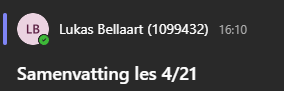 LB Lukas Bellaart (1099432) 16:10
Samenvatting les 4/21